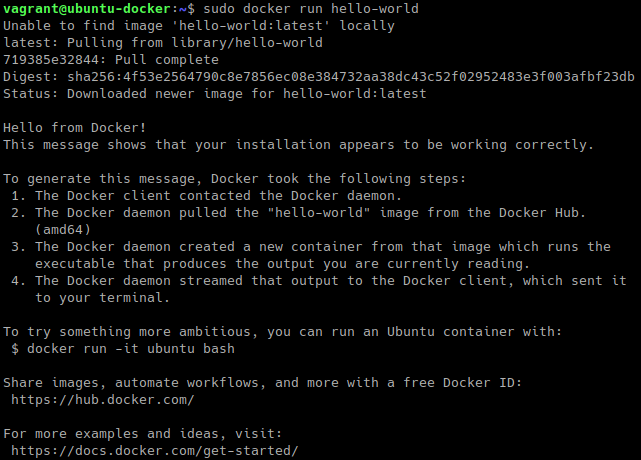 vagrant@ubuntu-docker:~$ sudo docker run hello-world
Unable to find image 'hello-world:latest' locally
latest: Pulling from library/hello-world
719385e32844: Pull complete
Digest: sha256:4f53e2564790c8e7856ec08e384732aa38dc43c52f02952483e3f003afbf23db
Status: Downloaded newer image for hello-world:latest

Hello from Docker!
This message shows that your installation appears to be working correctly.

To generate this message, Docker took the following steps:
 1. The Docker client contacted the Docker daemon.
 2. The Docker daemon pulled the "hello-world" image from the Docker Hub.
    (amd64)
 3. The Docker daemon created a new container from that image which runs the
    executable that produces the output you are currently reading.
 4. The Docker daemon streamed that output to the Docker client, which sent it
    to your terminal.

To try something more ambitious, you can run an Ubuntu container with:
 $ docker run -it ubuntu bash

Share images, automate workflows, and more with a free Docker ID:
 https://hub.docker.com/

For more examples and ideas, visit:
 https://docs.docker.com/get-started/